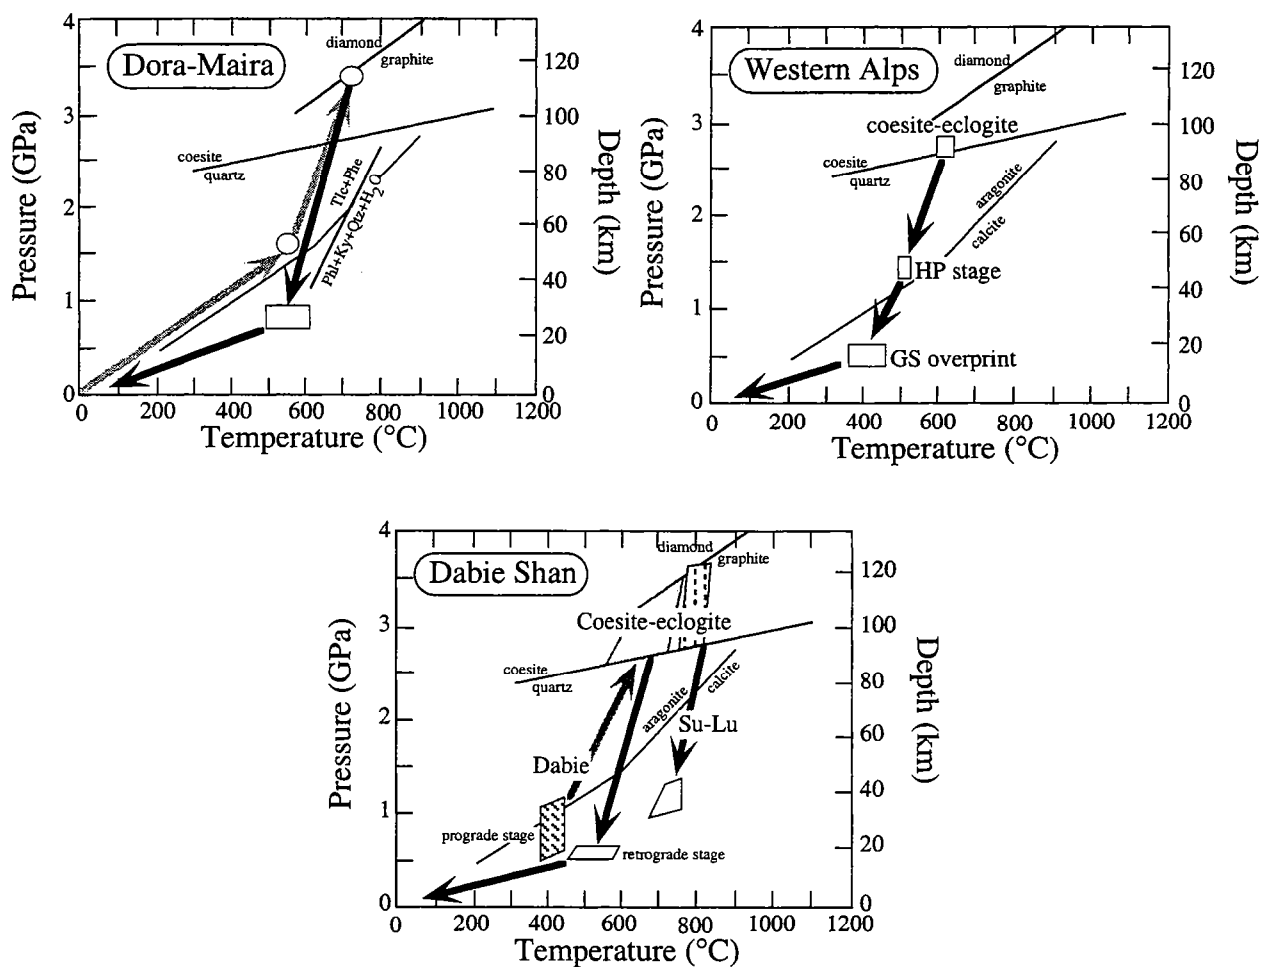 Dora-Maira
Pressure (GPa)
4
3
2
1
0
diamond
graphite
coesite
quartz
Tlc+Phe
Phl+Ky+Qtz+H2O
120
100
80
60
40
20
0
Depth (km)
0 200 400 600 800 1000 1200
Temperature (°C)
Western Alps
Pressure (GPa)
4
3
2
1
0
diamond
graphite
coesite-eclogite
coesite
quartz
aragonite
calcite
HP stage
GS overprint
120
100
80
60
40
20
0
Depth (km)
0 200 400 600 800 1000 1200
Temperature (°C)
Dabie Shan
Pressure (GPa)
4
3
2
1
0
diamond
graphite
Coesite-eclogite
coesite
quartz
aragonite
calcite
Su-Lu
Dabie
prograde stage
retrograde stage
120
100
80
60
40
20
0
Depth (km)
0 200 400 600 800 1000 1200
Temperature (°C)